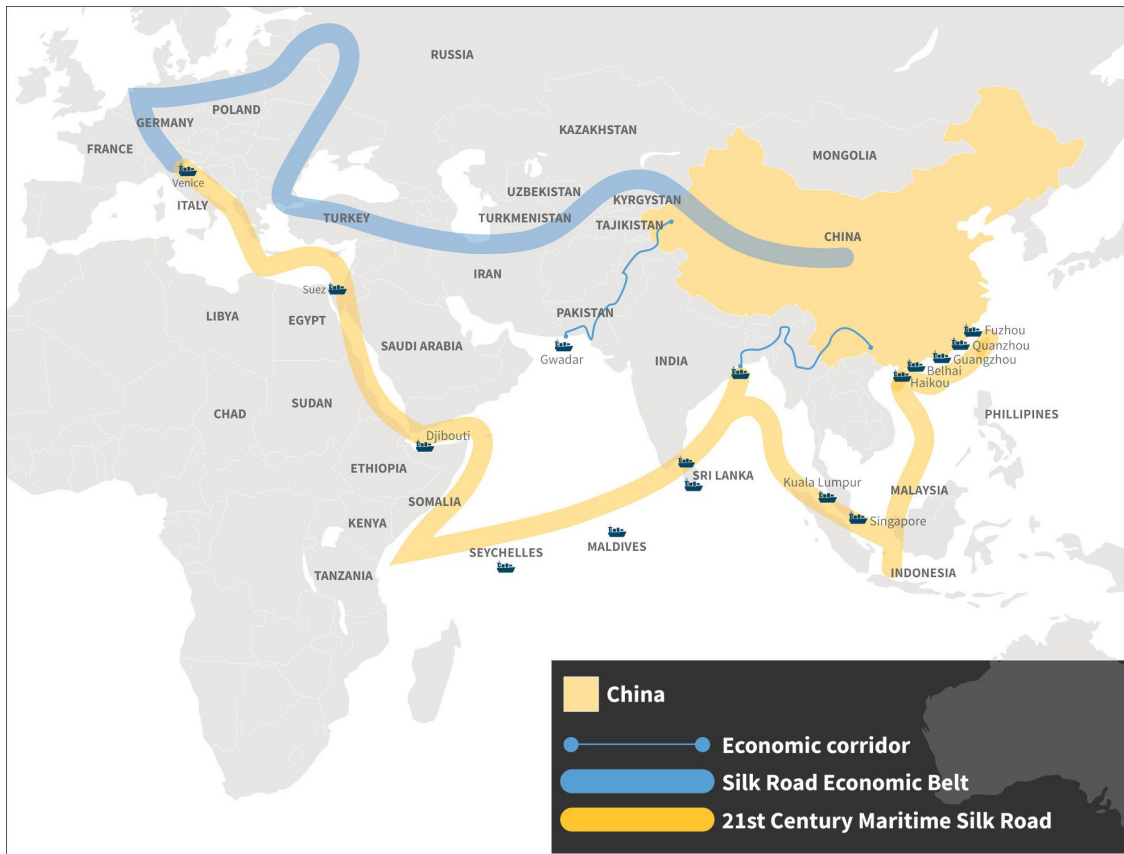 RUSSIA
POLAND
GERMANY
FRANCE
KAZAKHSTAN
MONGOLIA
Venice
ITALY
UZBEKISTAN
KYRGYSTAN
TURKEY
TURKMENISTAN
TAJIKISTAN
CHINA
IRAN
Suez
LIBYA
EGYPT
PAKISTAN
SAUDI ARABIA
Gwadar
INDIA
Fuzhou
Quanzhou
Guangzhou
Belhai
Haikou
SUDAN
CHAD
PHILLIPINES
Djibouti
ETHIOPIA
SRI LANKA
Kuala Lumpur
MALAYSIA
SOMALIA
Singapore
KENYA
SEYCHELLES
MALDIVES
TANZANIA
INDONESIA
China
Economic corridor
Silk Road Economic Belt
21st Century Maritime Silk Road